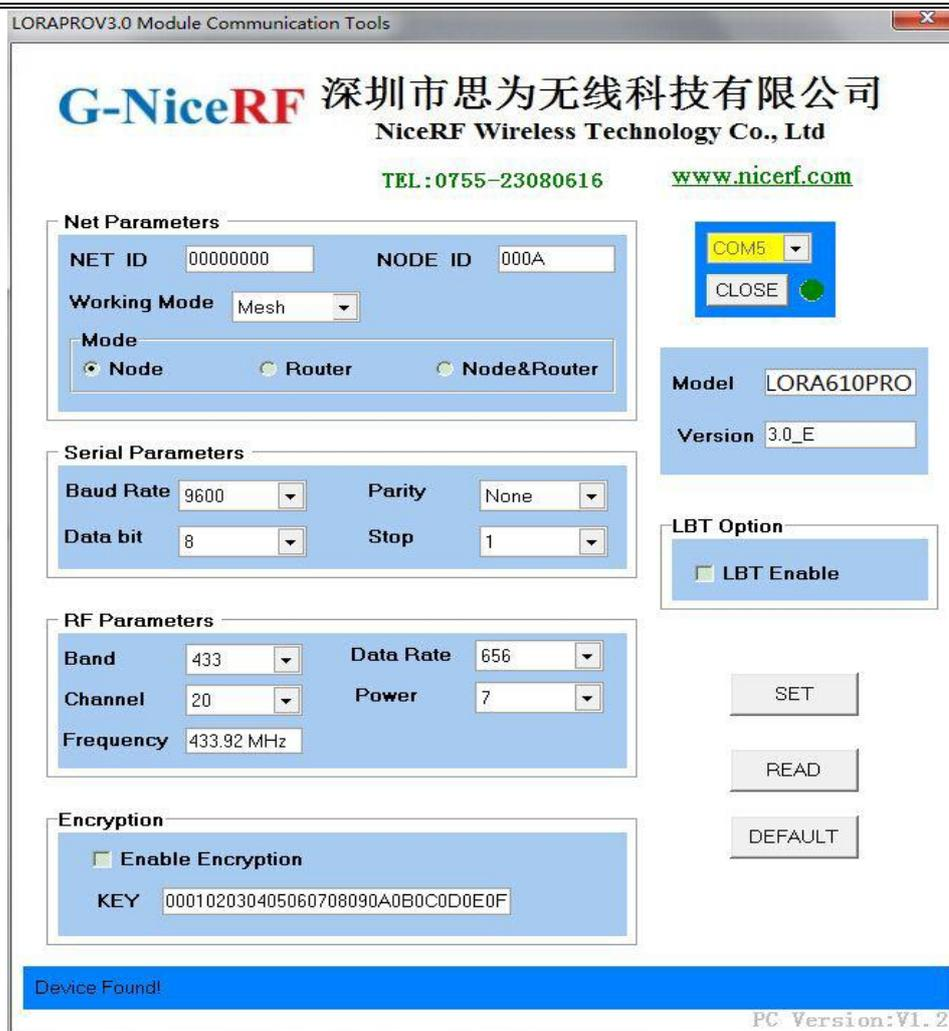 LORAPROV3.0 Module Communication Tools
G-NiceRF 深圳市思为无线科技有限公司
NiceRF Wireless Technology Co., Ltd
TEL:0755-23080616 www.nicerf.com
Net Parameters
NET ID 00000000 NODE ID 000A
Working Mode Mesh
Mode
Node Router Node&Router
COM5
CLOSE
Model LORA610PRO
Version 3.0_E
Serial Parameters
Baud Rate 9600 Parity None
Data bit 8 Stop 1
LBT Option
LBT Enable
RF Parameters
Band 433 Data Rate 656
Channel 20 Power 7
Frequency 433.92 MHz
SET
READ
DEFAULT
Encryption
Enable Encryption
KEY 000102030405060708090A0B0C0D0E0F
Device Found!
PC Version:V1.2